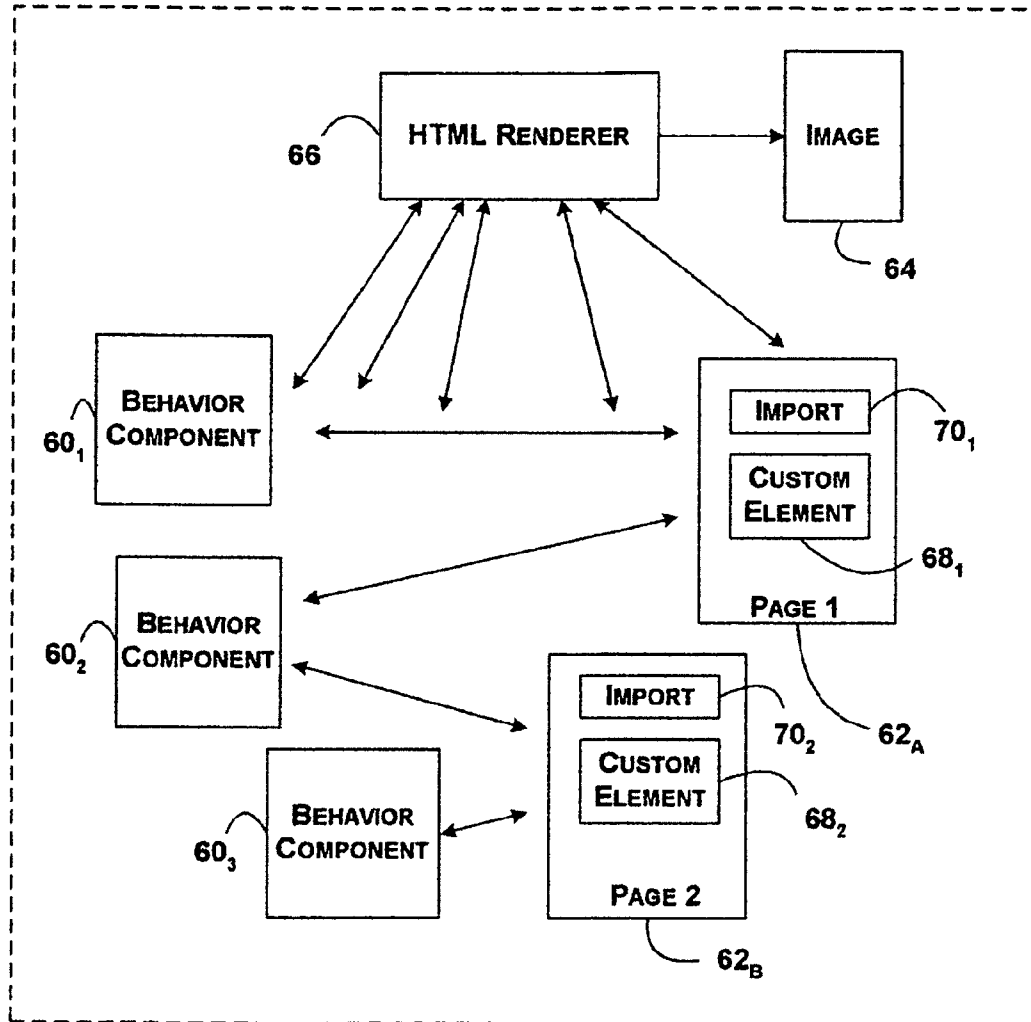 HTML RENDERER
IMAGE
66
64
BEHAVIOR
COMPONENT
60₁
IMPORT
70₁
CUSTOM
ELEMENT
68₁
PAGE 1
62A
BEHAVIOR
COMPONENT
60₂
IMPORT
70₂
CUSTOM
ELEMENT
68₂
PAGE 2
62B
BEHAVIOR
COMPONENT
60₃